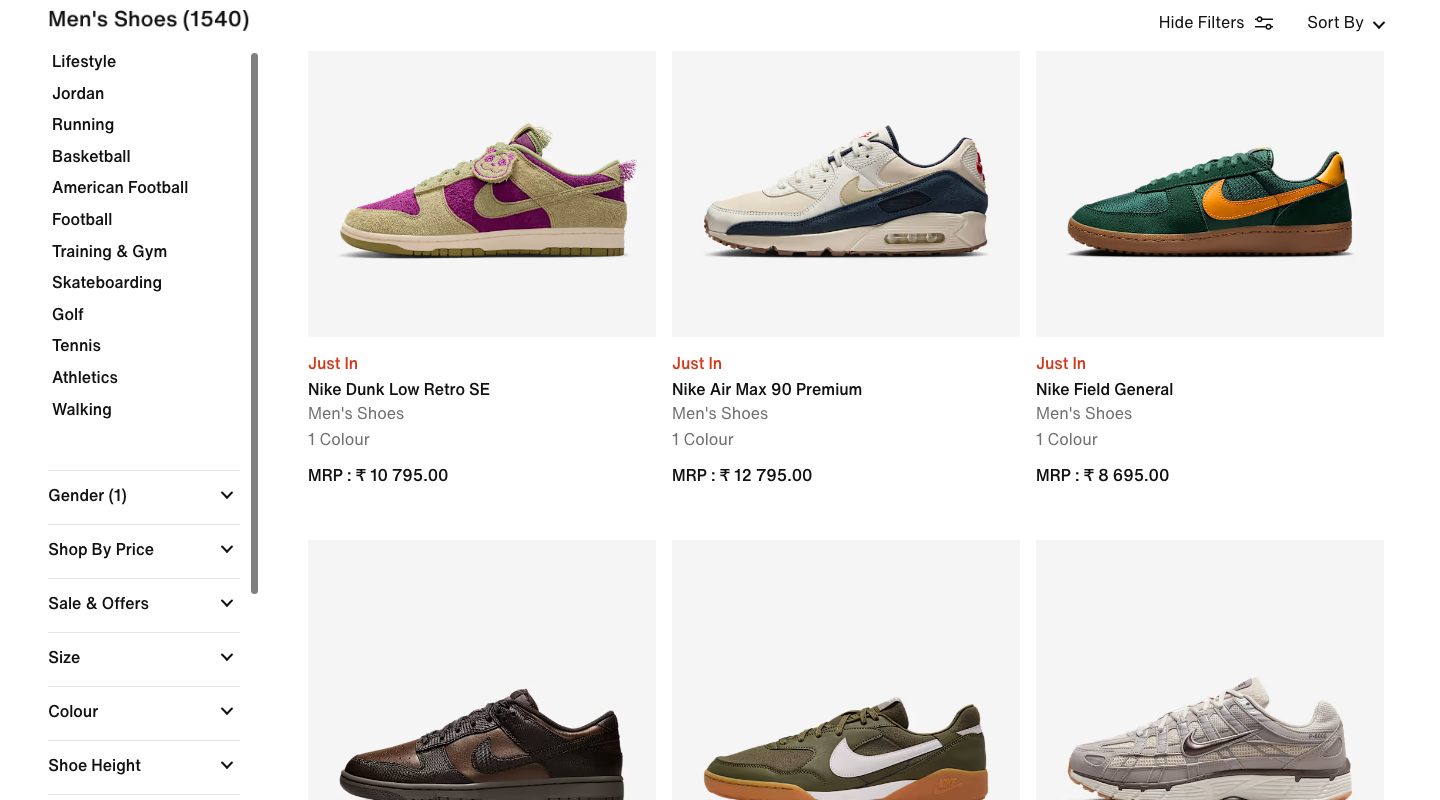 Men's Shoes (1540)
Hide Filters
Sort By
Lifestyle
Jordan
Running
Basketball
American Football
Football
Training & Gym
Skateboarding
Golf
Tennis
Athletics
Walking
Gender (1)
Shop By Price
Sale & Offers
Size
Colour
Shoe Height
Just In
Nike Dunk Low Retro SE
Men's Shoes
1 Colour
MRP : ₹ 10 795.00
Just In
Nike Air Max 90 Premium
Men's Shoes
1 Colour
MRP : ₹ 12 795.00
Just In
Nike Field General
Men's Shoes
1 Colour
MRP : ₹ 8 695.00